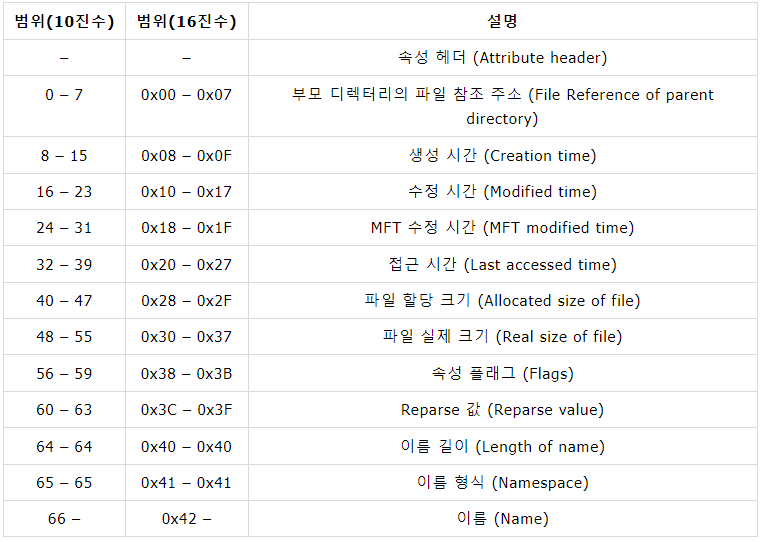 범위(10진수) 범위(16진수) 설명
– – 속성 헤더 (Attribute header)
0 – 7 0x00 – 0x07 부모 디렉터리의 파일 참조 주소 (File Reference of parent
directory)
8 – 15 0x08 – 0x0F 생성 시간 (Creation time)
16 – 23 0x10 – 0x17 수정 시간 (Modified time)
24 – 31 0x18 – 0x1F MFT 수정 시간 (MFT modified time)
32 – 39 0x20 – 0x27 접근 시간 (Last accessed time)
40 – 47 0x28 – 0x2F 파일 할당 크기 (Allocated size of file)
48 – 55 0x30 – 0x37 파일 실제 크기 (Real size of file)
56 – 59 0x38 – 0x3B 속성 플래그 (Flags)
60 – 63 0x3C – 0x3F Reparse 값 (Reparse value)
64 – 64 0x40 – 0x40 이름 길이 (Length of name)
65 – 65 0x41 – 0x41 이름 형식 (Namespace)
66 – 0x42 – 이름 (Name)